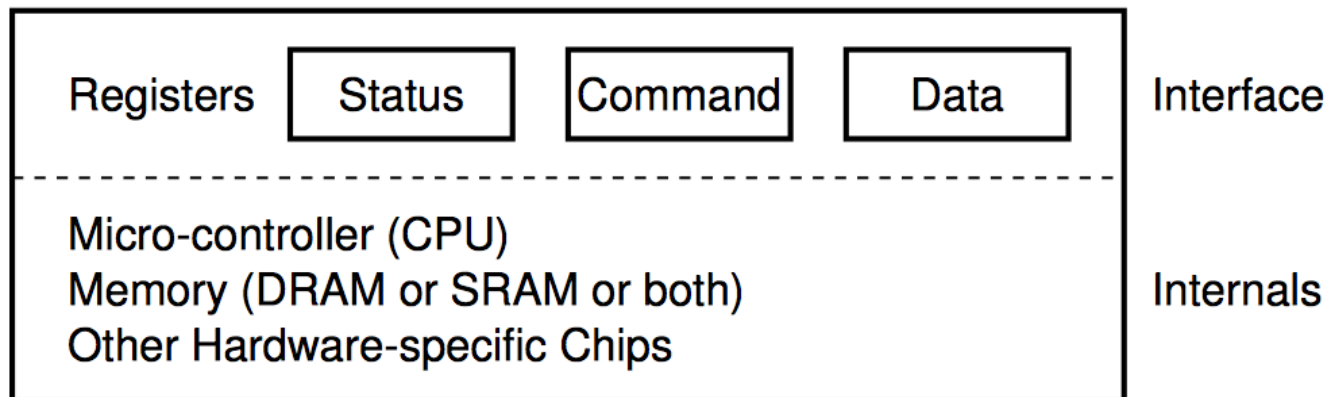 Registers Status Command Data Interface
Micro-controller (CPU)
Memory (DRAM or SRAM or both) Internals
Other Hardware-specific Chips